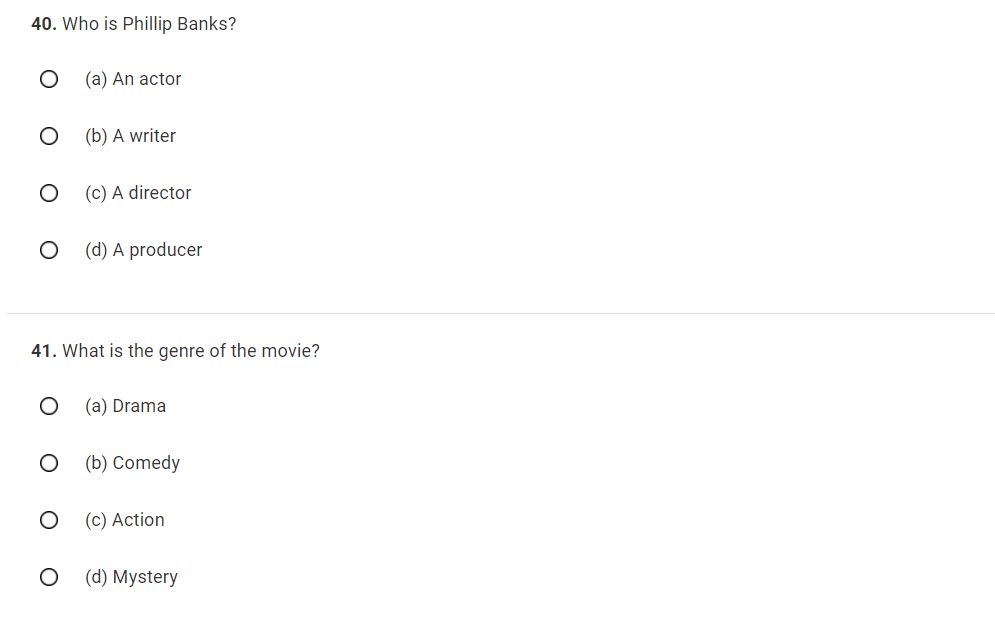 40. Who is Phillip Banks?
(a) An actor
(b) A writer
(c) A director
(d) A producer
41. What is the genre of the movie?
(a) Drama
(b) Comedy
(c) Action
(d) Mystery